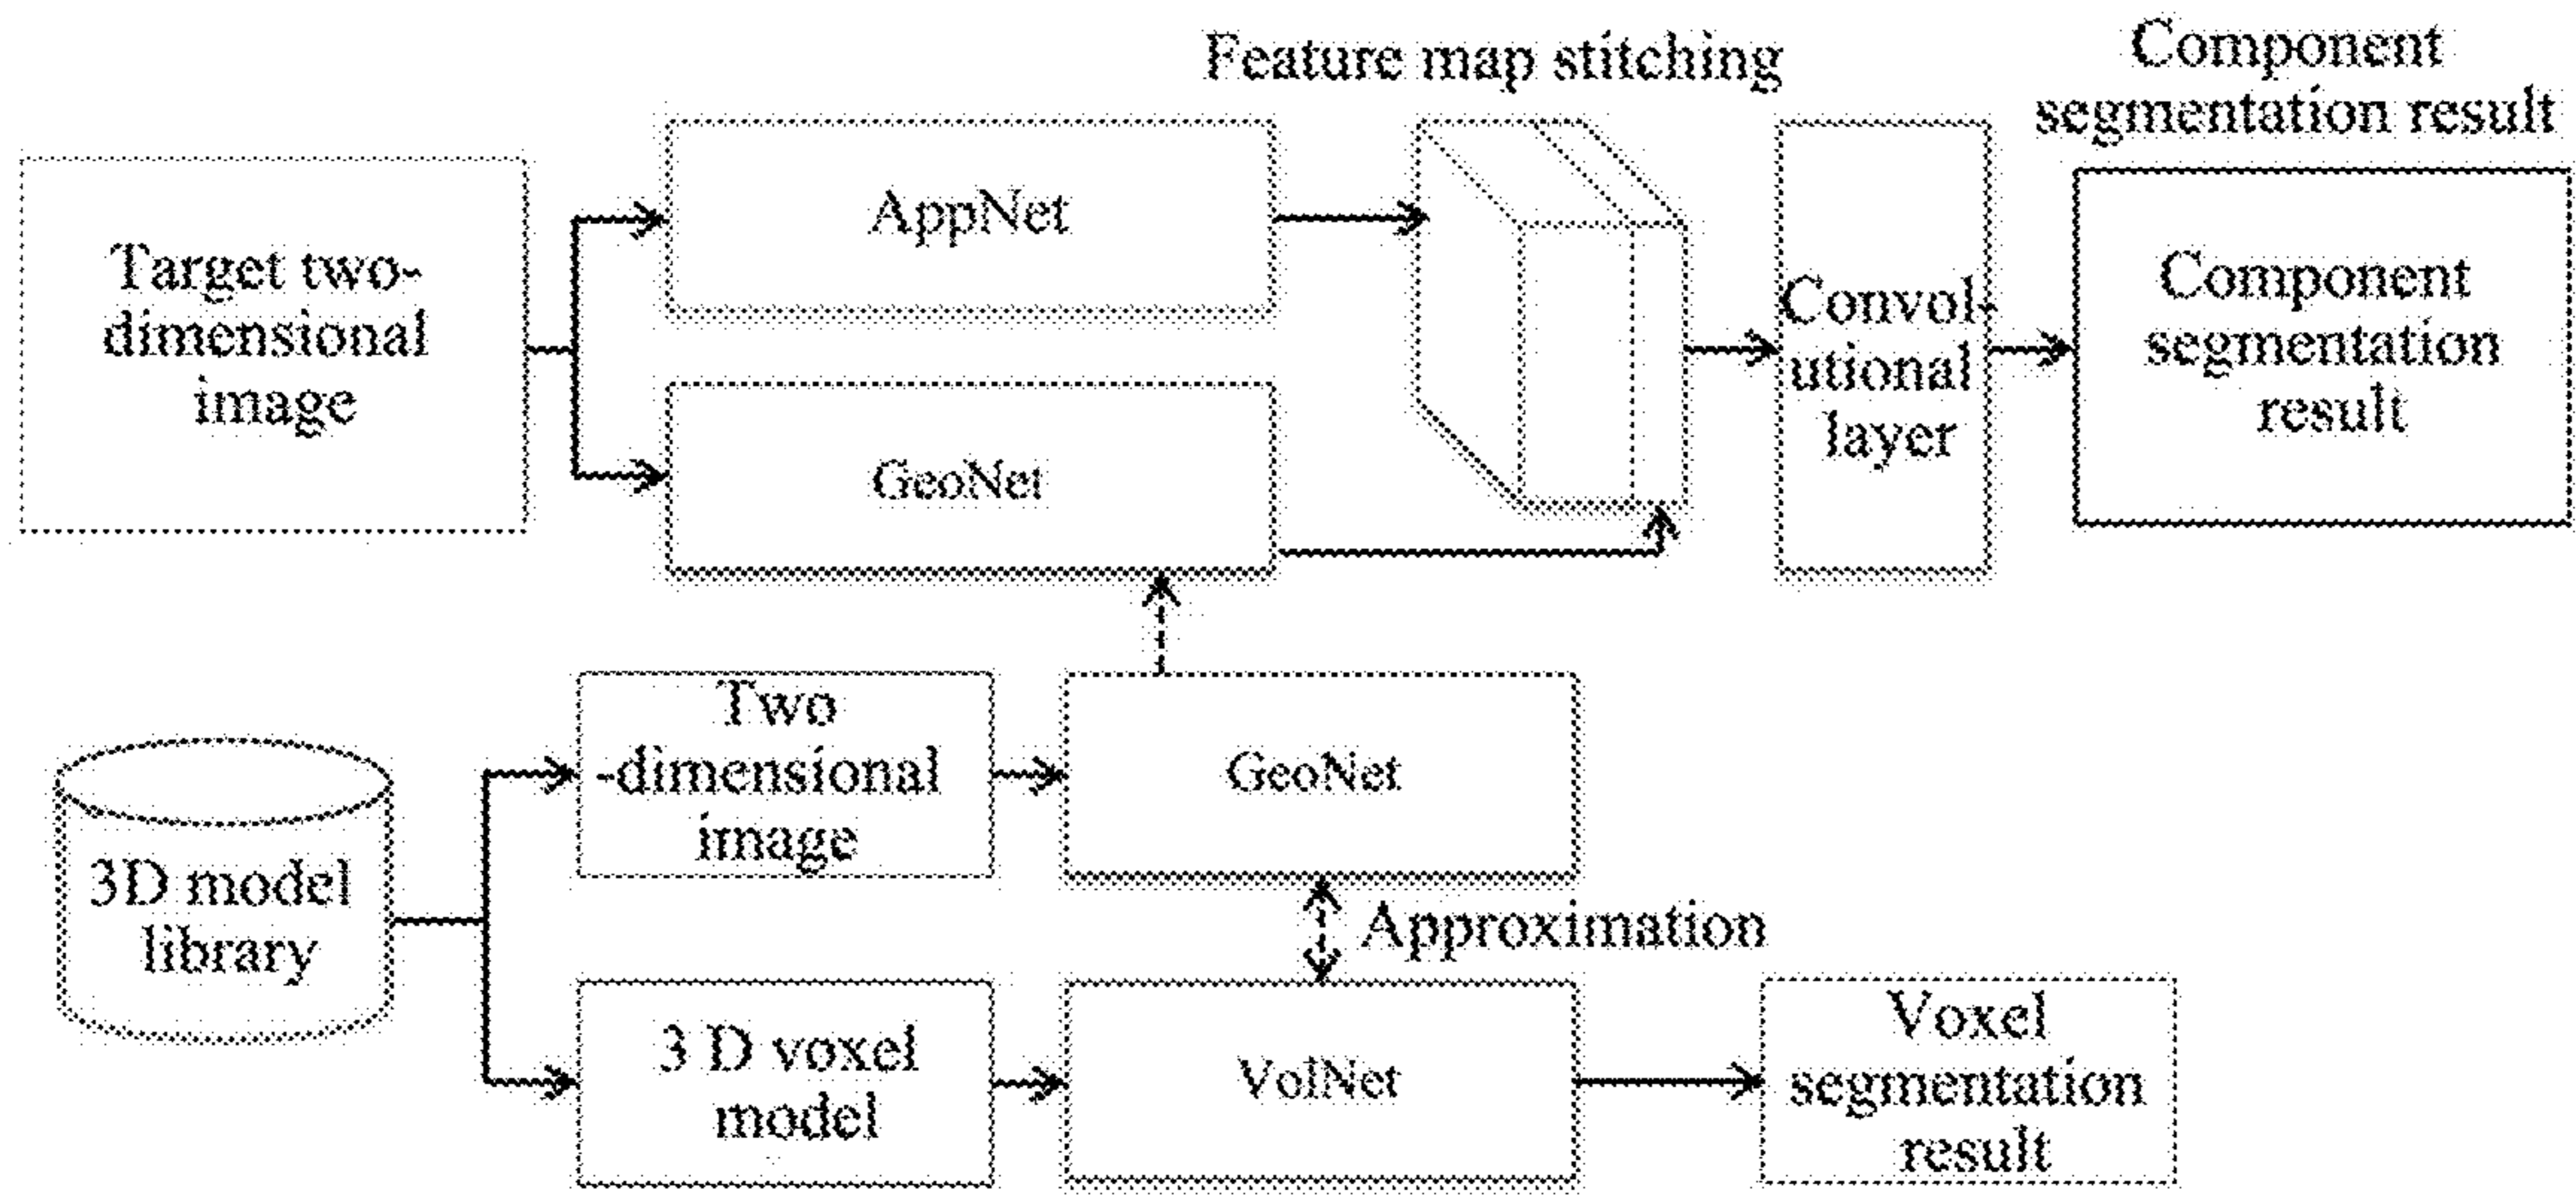 Feature map stitching
Component
segmentation result
Target two-
dimensional
image
AppNet
GeoNet
Convol-
utional
layer
Component
segmentation
result
3D model
library
Two
-dimensional
image
GeoNet
Approximation
3 D voxel
model
VolNet
Voxel
segmentation
result